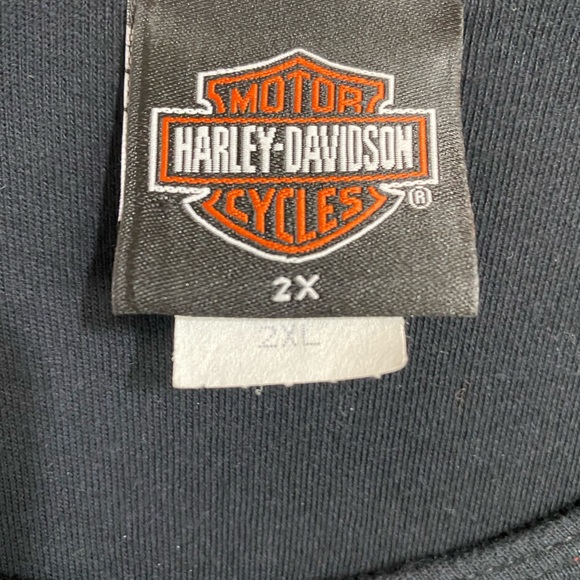 MOTOR
HARLEY-DAVIDSON
CYCLES ®
2X
2XL